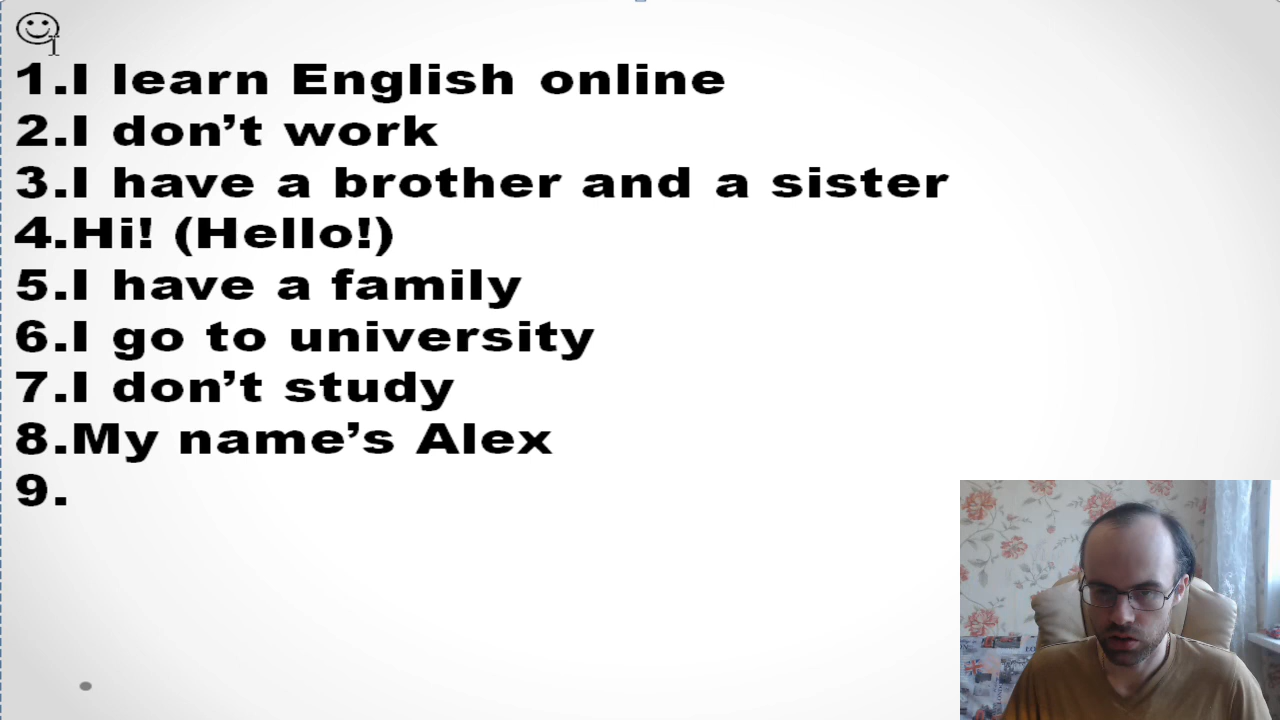 1.I learn English online
2.I don’t work
3.I have a brother and a sister
4.Hi! (Hello!)
5.I have a family
6.I go to university
7.I don’t study
8.My name’s Alex
9.